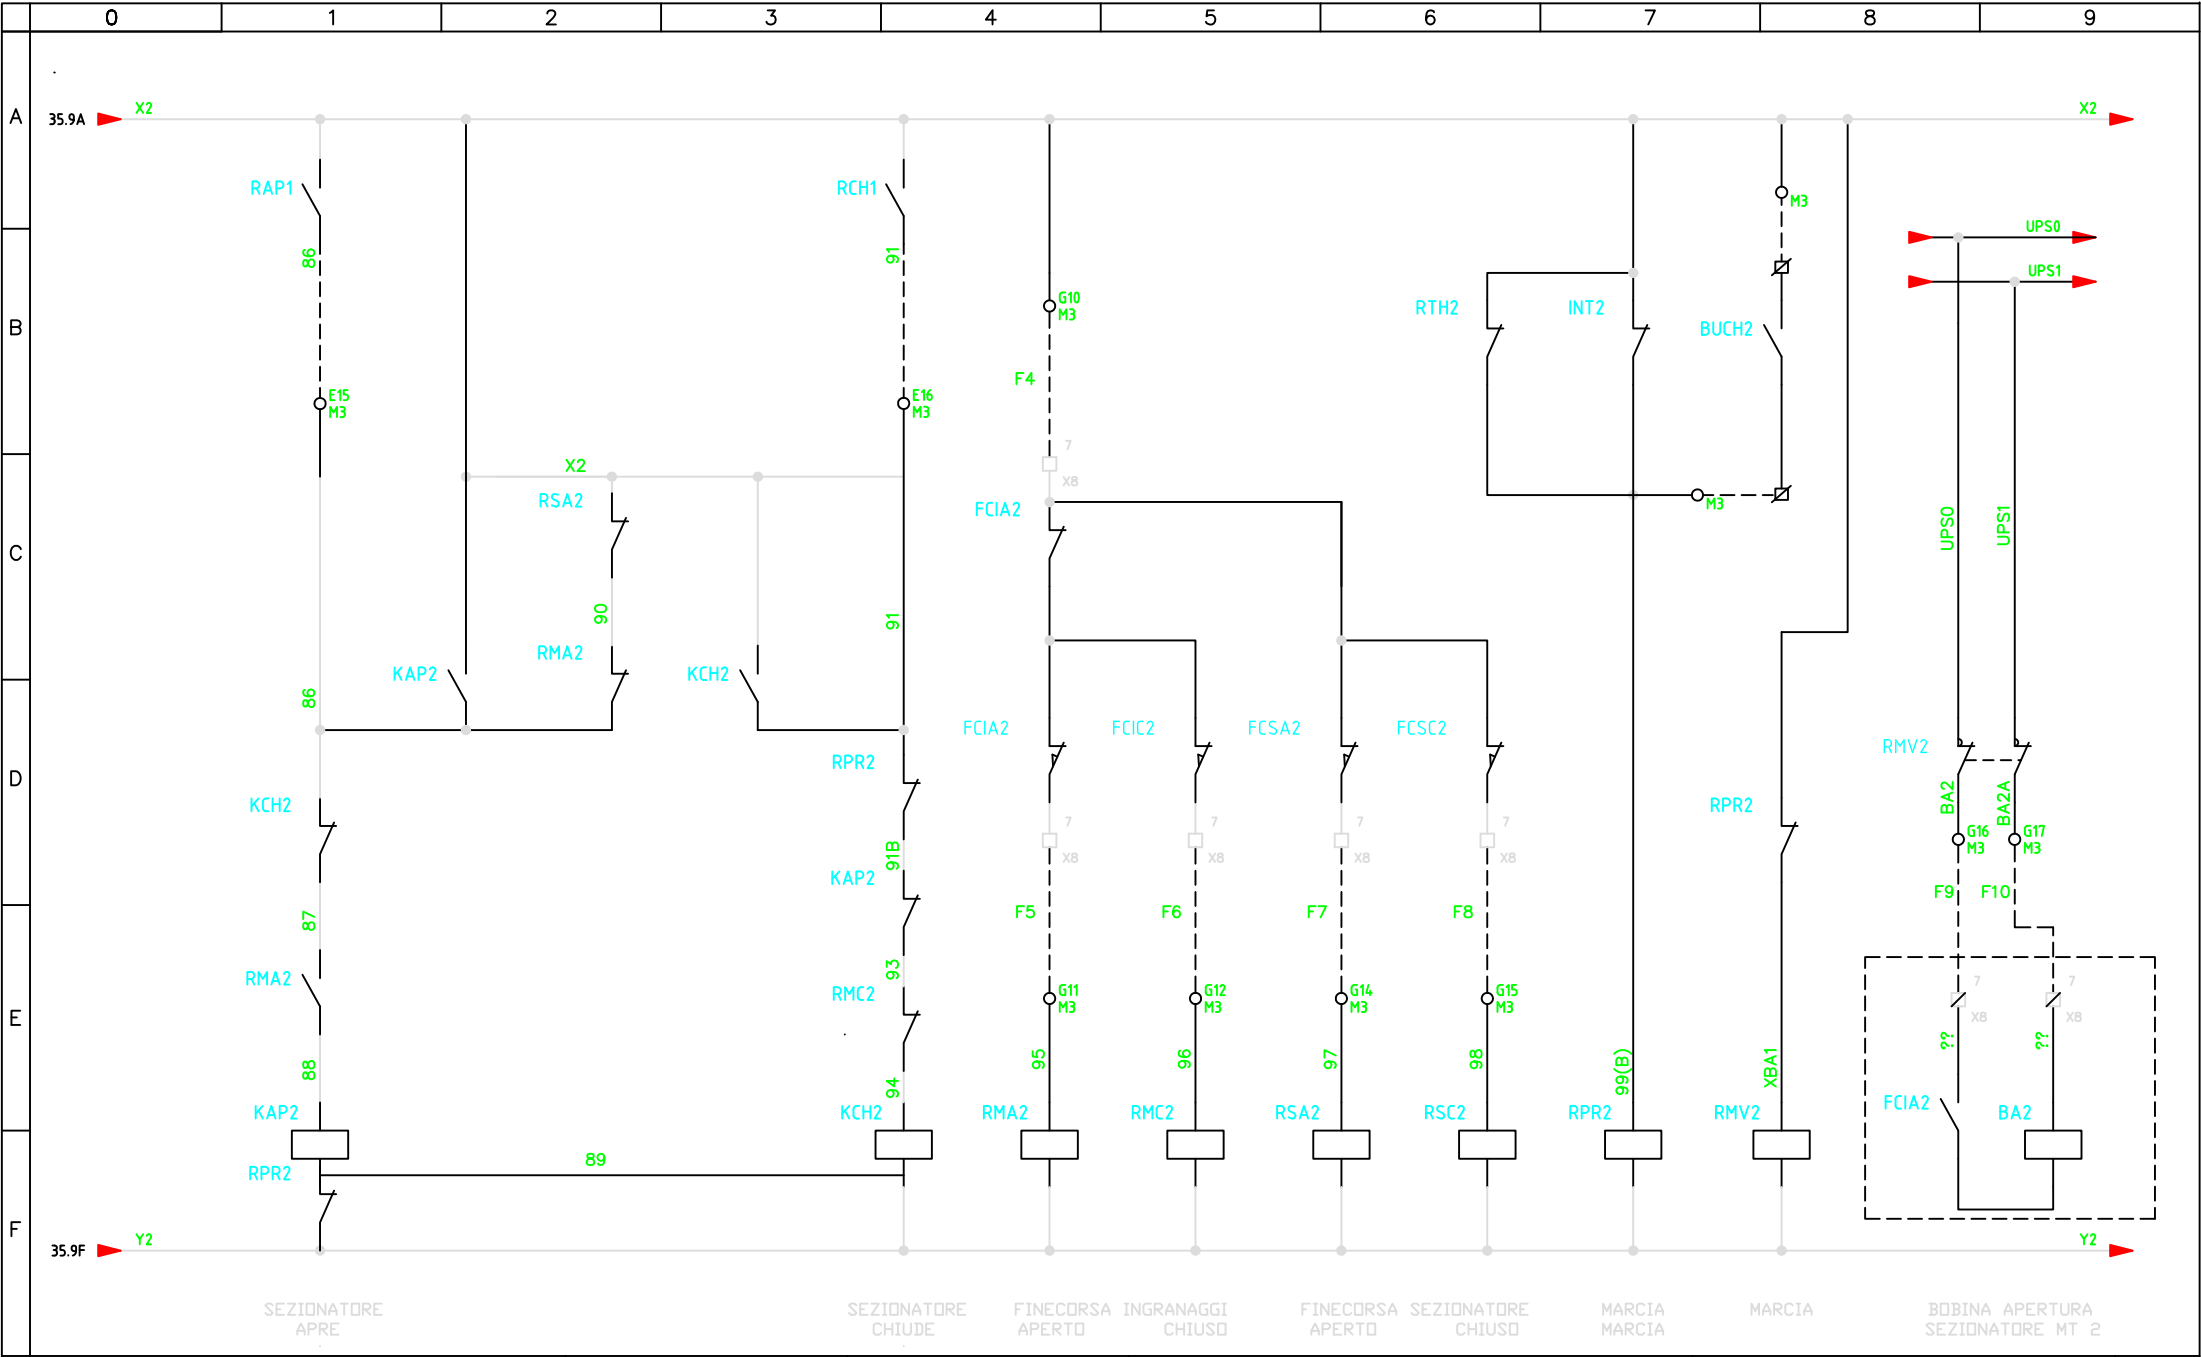 0 1 2 3 4 5 6 7 8 9
A
35.9A X2 X2
RAP1 RCH1
M3
86 91
UPS0
UPS1
B
G10
M3
RTH2 INT2 BUCH2
F4
E15
M3
E16
M3
7
X2
X8
RSA2 FCIA2
M3
UPS0 UPS1
C
90 91
RMA2
KAP2 KCH2
86
FCIA2 FCIC2 FCSA2 FCSC2
RMV2
RPR2
D
KCH2 RPR2
BA2 BA2A
7 7 7 7
G16
M3
G17
M3
91B
X8 X8 X8 X8
KAP2
F9 F10
87
F5 F6 F7 F8
93
RMA2
RMC2
7 7
G11
M3
G12
M3
G14
M3
G15
M3
X8 X8
E
?? ??
88 94 95 96 97 98 99(B) XBA1
KAP2 KCH2 RMA2 RMC2 RSA2 RSC2 RPR2 RMV2 FCIA2 BA2
89
RPR2
F
35.9F Y2 Y2
SEZIONATORE
APRE
SEZIONATORE
CHIUDE
FINECORSA INGRANAGGI
APERTO CHIUSO
FINECORSA SEZIONATORE
APERTO CHIUSO
MARCIA
MARCIA
MARCIA
BOBINA APERTURA
SEZIONATORE MT 2